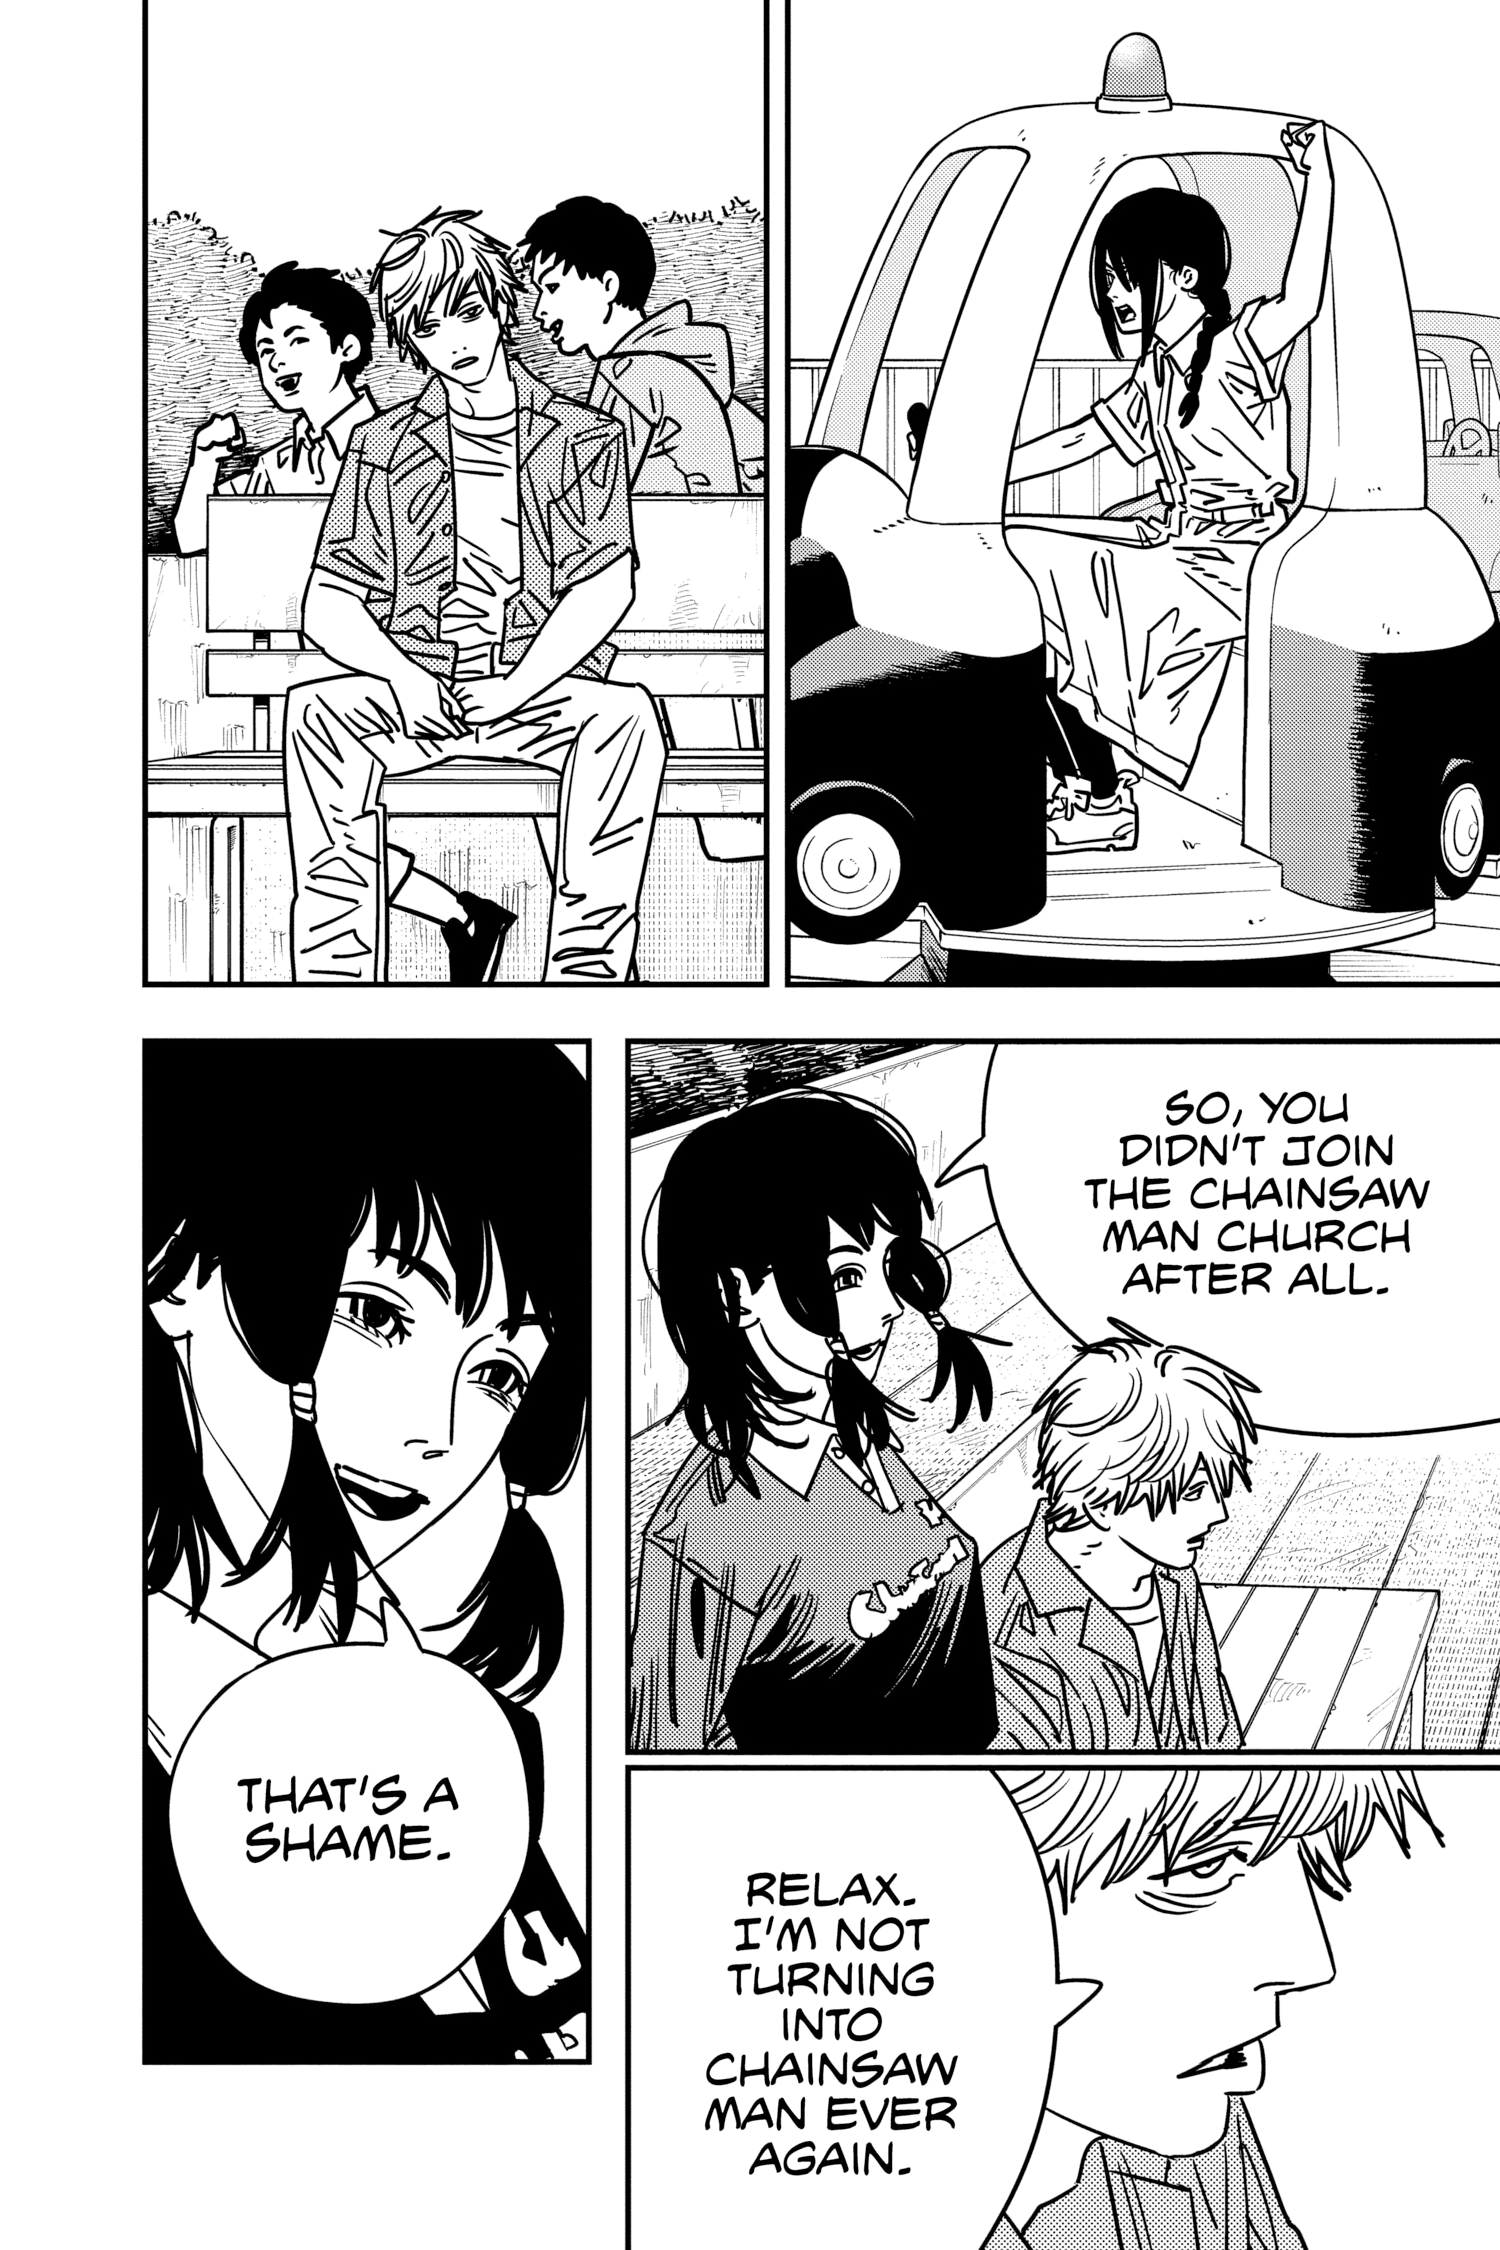 SO, YOU
DIDN'T JOIN
THE CHAINSAW
MAN CHURCH
AFTER ALL.
RELAX.
I'M NOT
TURNING
INTO
CHAINSAW
MAN EVER
AGAIN.
THAT'S A
SHAME.